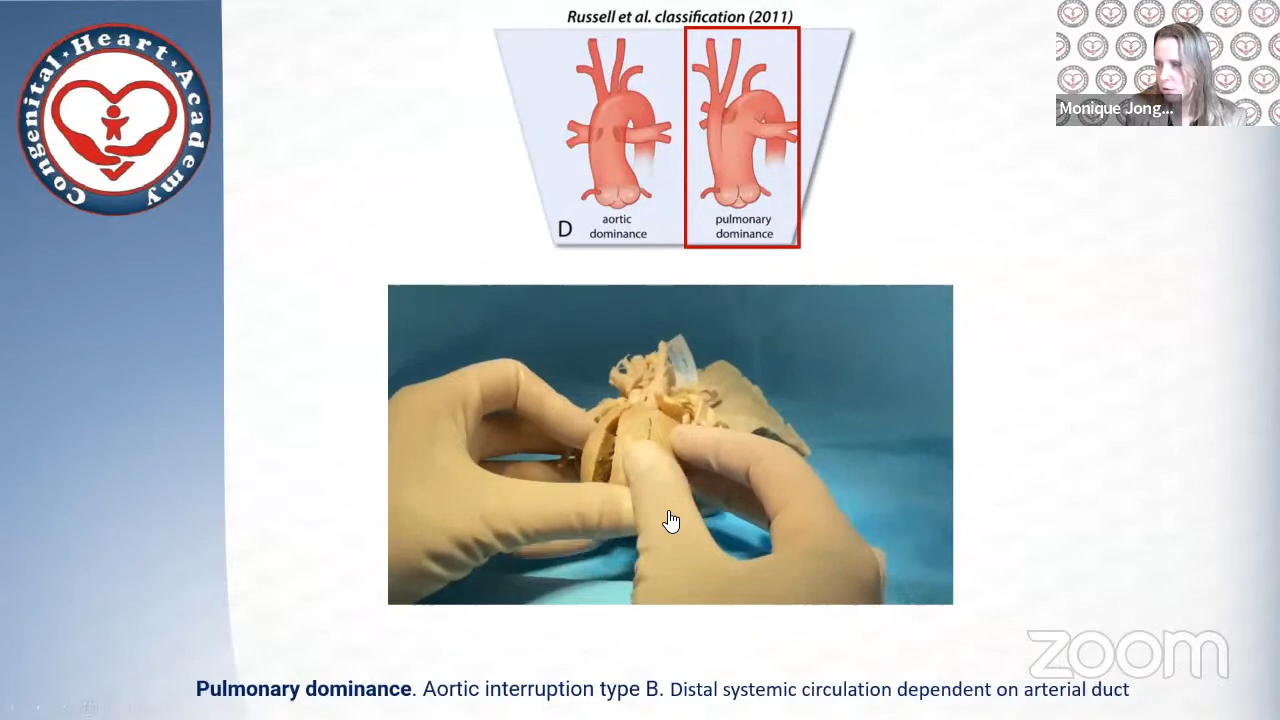 Russell et al. classification (2011)
Congenital Heart Academy
Monique Jong...
D
aortic
dominance
pulmonary
dominance
zoom
Pulmonary dominance. Aortic interruption type B. Distal systemic circulation dependent on arterial duct